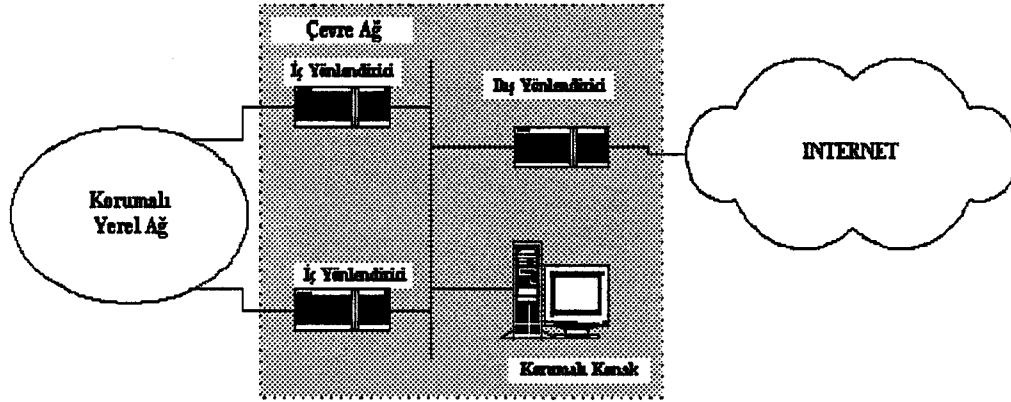 Çevre Ağ
İç Yönlendirici
Dış Yönlendirici
INTERNET
Korumalı
Yerel Ağ
İç Yönlendirici
Korumalı Konak